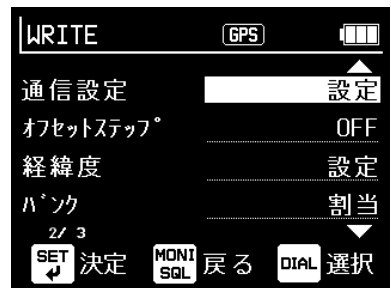 WRITE GPS
通信設定 設定
ｵﾌｾｯﾄｽﾃｯﾌﾟ OFF
経緯度 設定
ﾊﾞﾝｸ 割当
2/ 3
SET 決定 MONI SQL 戻る DIAL 選択